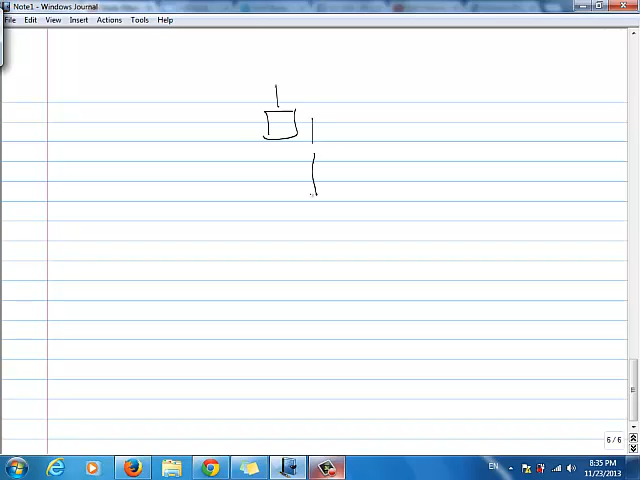 Note1 - Windows Journal
File Edit View Insert Actions Tools Help
6 / 6
EN 8:35 PM
11/23/2013